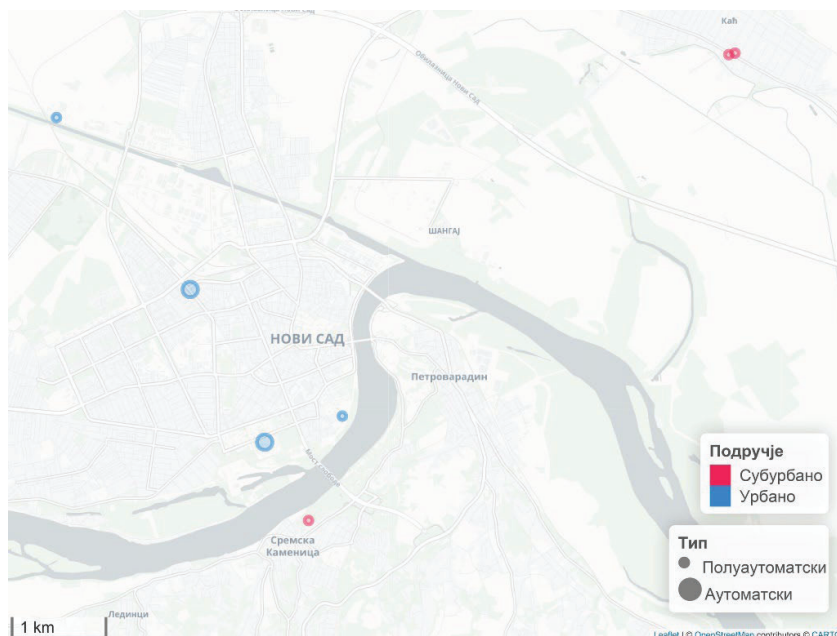 Каћ
Обилазница Нови САД
ШАНГАЈ
НОВИ САД
Петроварадин
Мост слободе
Сремска
Каменица
Лединци
Подручје
Субурбано
Урбано
Тип
Полуаутоматски
Аутоматски
1 km
Leaflet | © OpenStreetMap contributors © CARTO